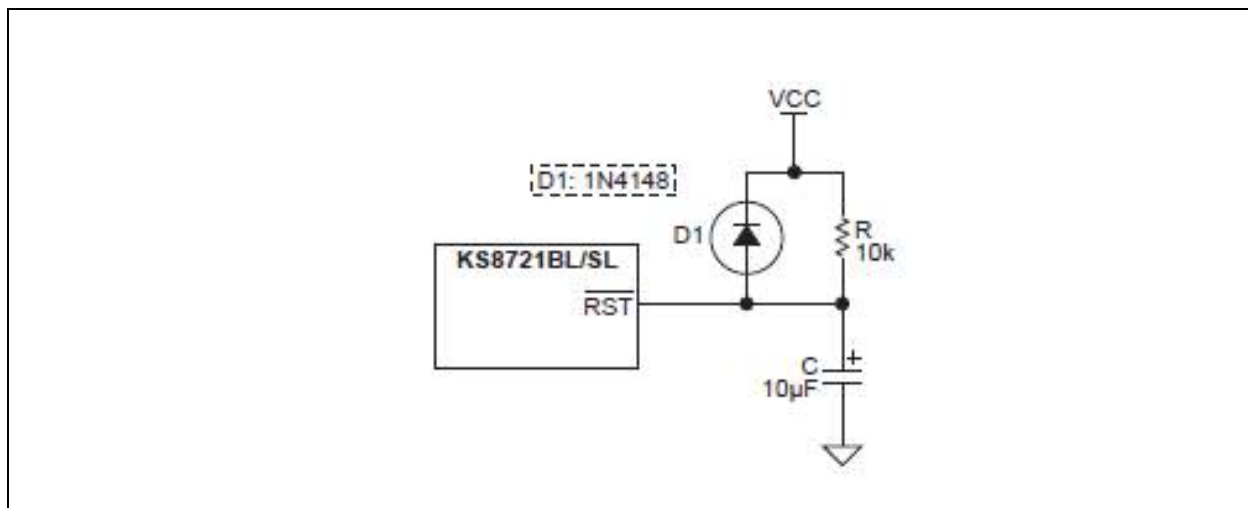 VCC
D1: 1N4148
D1
R
10k
KS8721BL/SL
RST
C
+
10µF